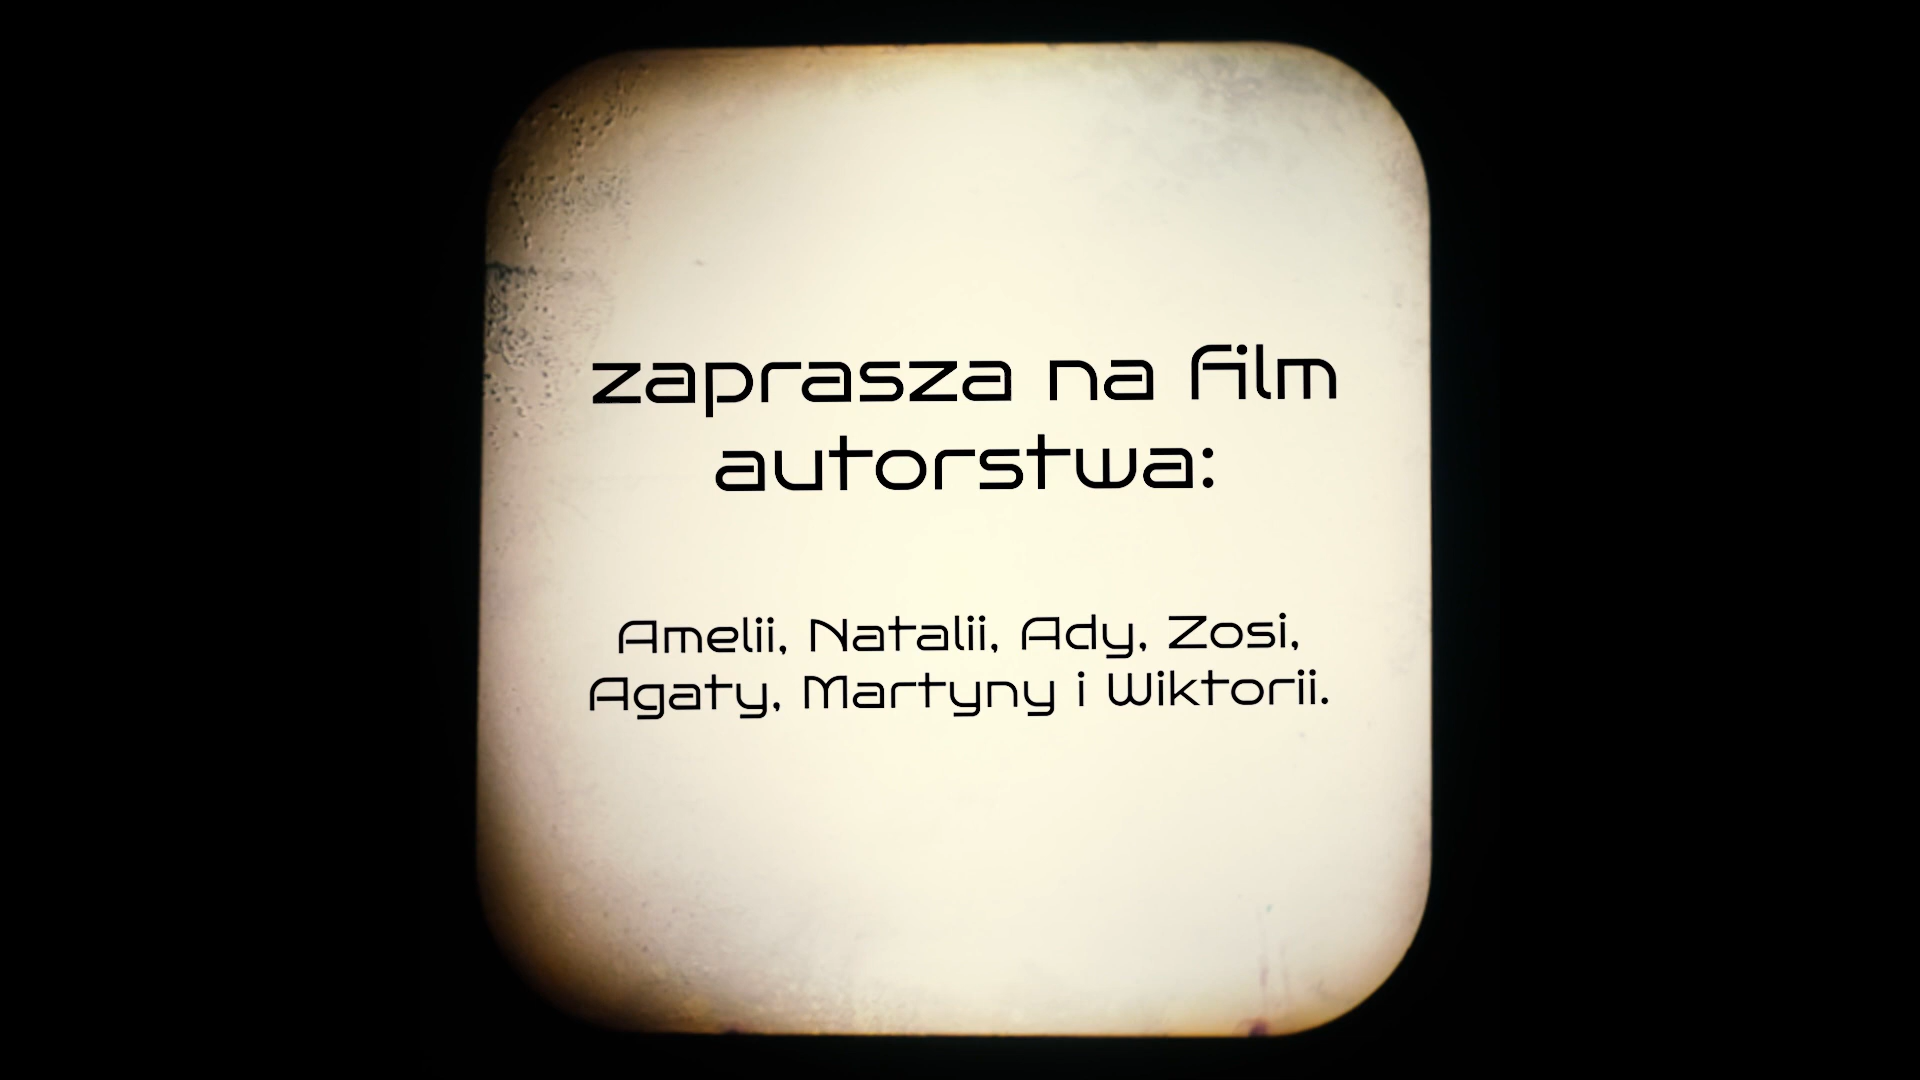 zaprasza na film
autorstwa:
Amelii, Natalii, Ady, Zosi,
Agaty, Martyny i Wiktorii.